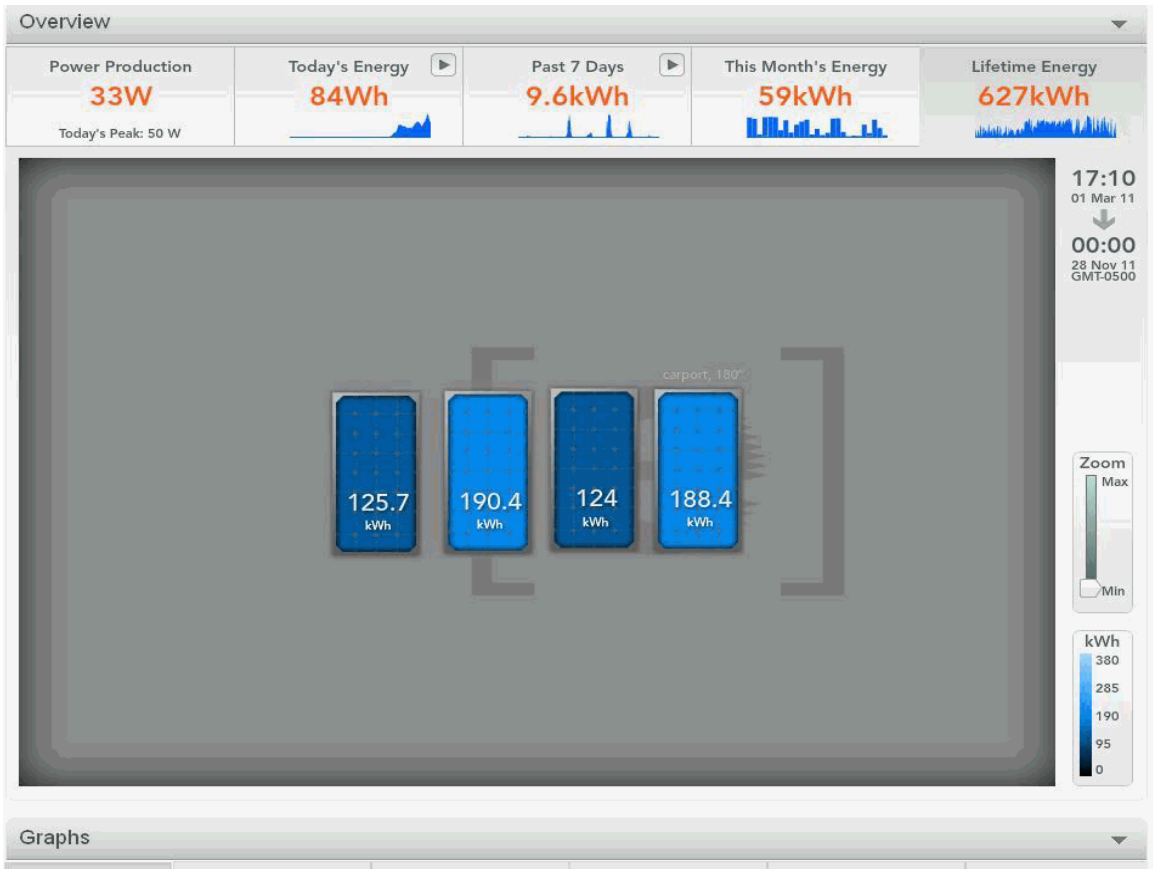 Overview
Power Production
33W
Today's Peak: 50 W
Today's Energy
84Wh
Past 7 Days
9.6kWh
This Month's Energy
59kWh
Lifetime Energy
627kWh
17:10
01 Mar 11
00:00
28 Nov 11
GMT-0500
carport, 180°
125.7
kWh
190.4
kWh
124
kWh
188.4
kWh
Zoom
Max
Min
kWh
380
285
190
95
0
Graphs